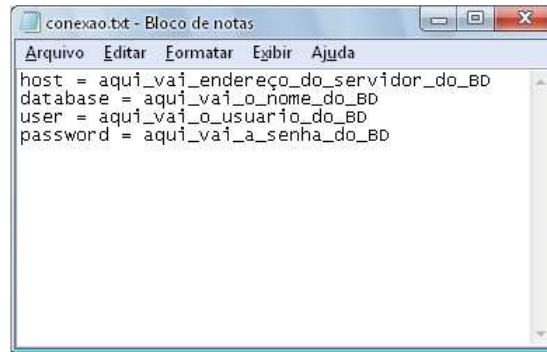 conexao.txt - Bloco de notas
Arquivo Editar Formatar Exibir Ajuda
host = aqui_vai_endereço_do_servidor_do_BD
database = aqui_vai_o_nome_do_BD
user = aqui_vai_o_usuario_do_BD
password = aqui_vai_a_senha_do_BD